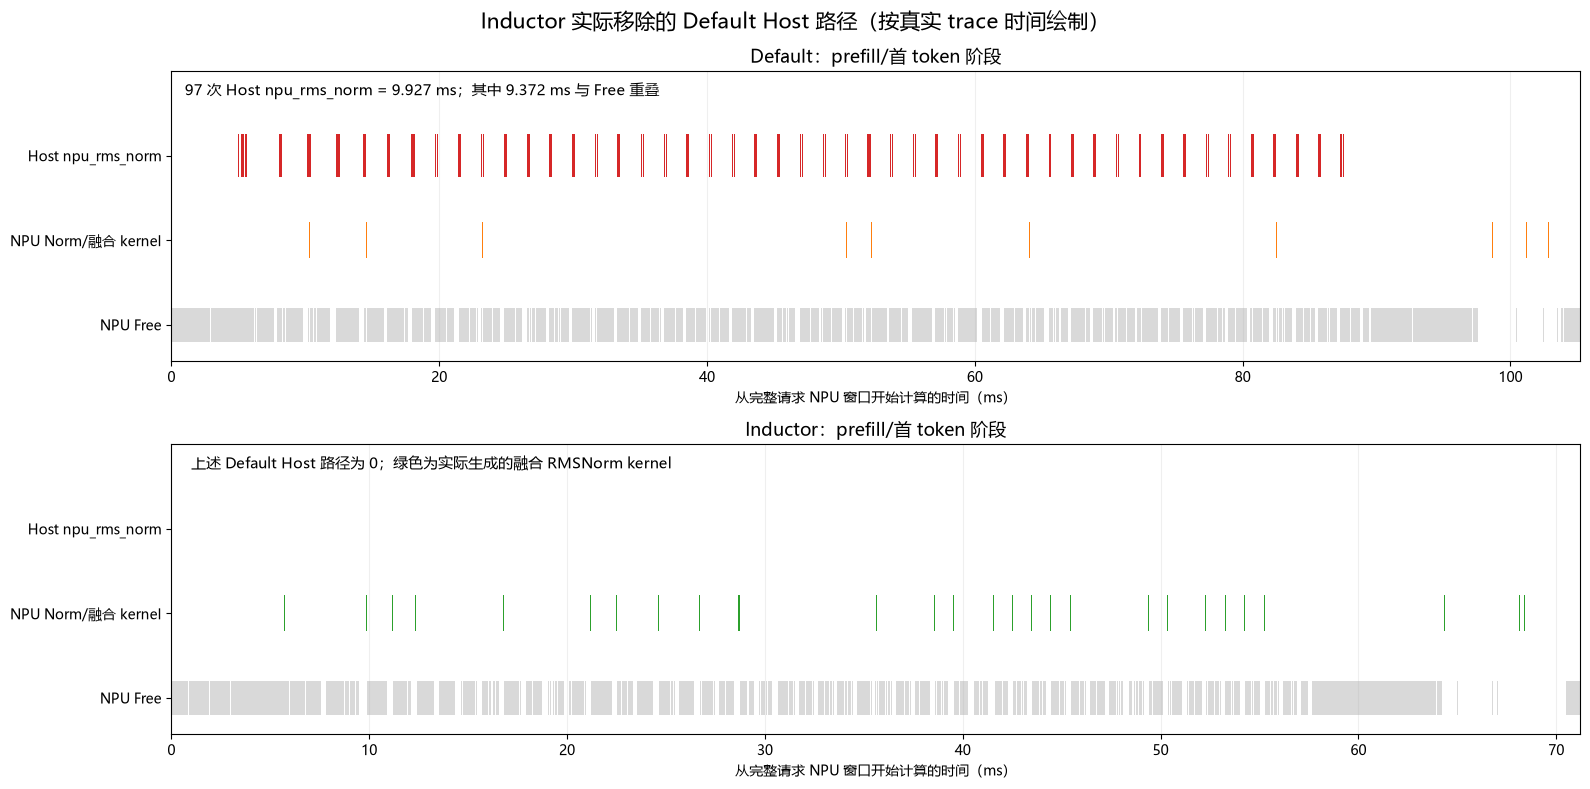 Inductor 实际移除的 Default Host 路径（按真实 trace 时间绘制）
Default：prefill/首 token 阶段
97 次 Host npu_rms_norm = 9.927 ms；其中 9.372 ms 与 Free 重叠
Host npu_rms_norm
NPU Norm/融合 kernel
NPU Free
0 20 40 60 80 100
从完整请求 NPU 窗口开始计算的时间（ms）
Inductor：prefill/首 token 阶段
上述 Default Host 路径为 0；绿色为实际生成的融合 RMSNorm kernel
Host npu_rms_norm
NPU Norm/融合 kernel
NPU Free
0 10 20 30 40 50 60 70
从完整请求 NPU 窗口开始计算的时间（ms）